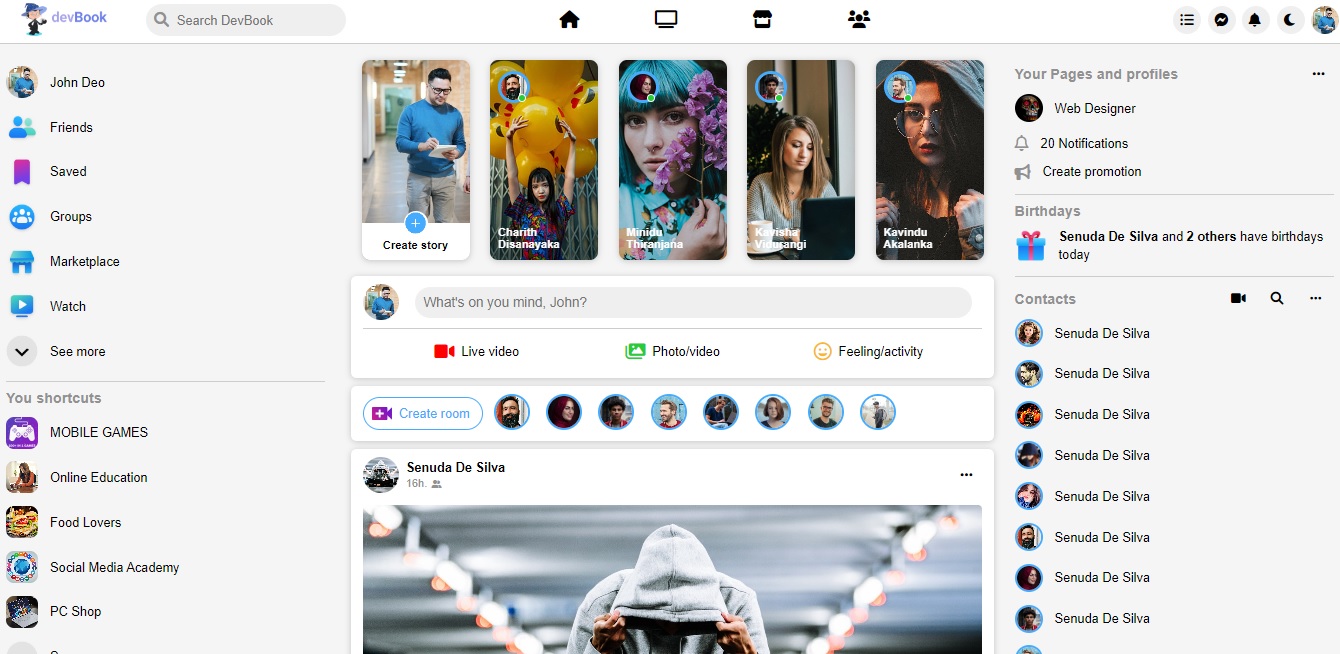 devBook
Search DevBook
John Deo
Friends
Saved
Groups
Marketplace
Watch
See more
You shortcuts
MOBILE GAMES
Online Education
Food Lovers
Social Media Academy
PC Shop
Create story
Charith
Disanayaka
Minidu
Thiranjana
Kavisha
Vidurangi
Kavindu
Akalanka
What's on you mind, John?
Live video
Photo/video
Feeling/activity
Create room
Senuda De Silva
16h.
Your Pages and profiles
Web Designer
20 Notifications
Create promotion
Birthdays
Senuda De Silva and 2 others have birthdays
today
Contacts
Senuda De Silva
Senuda De Silva
Senuda De Silva
Senuda De Silva
Senuda De Silva
Senuda De Silva
Senuda De Silva
Senuda De Silva